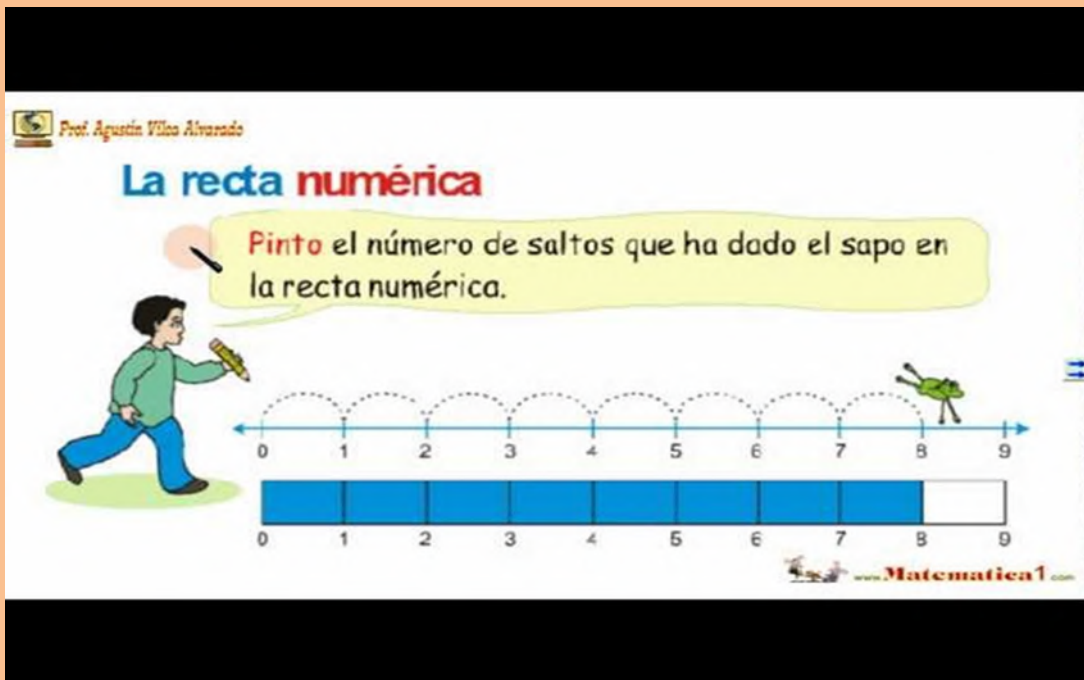 Prof. Agustín Vilca Alvarado
La recta numérica
Pinto el número de saltos que ha dado el sapo en
la recta numérica.
0 1 2 3 4 5 6 7 8 9
0 1 2 3 4 5 6 7 8 9
www.Matematica1.com